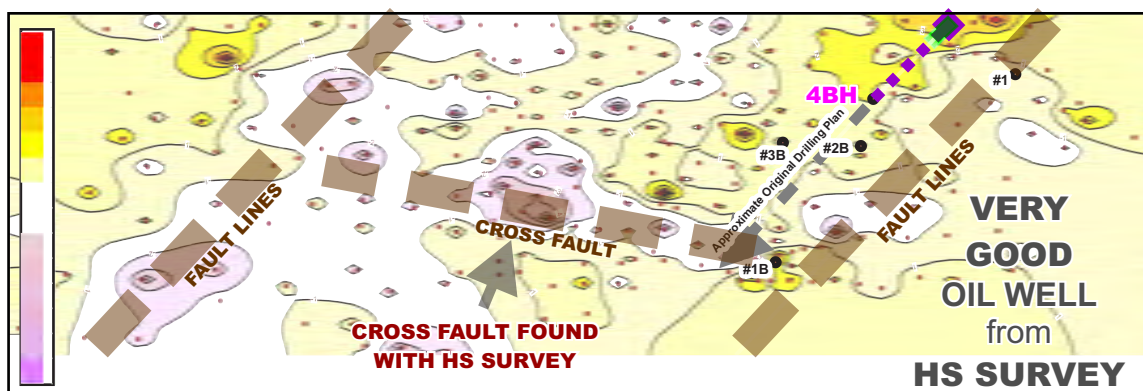 4BH
#1
#3B
#2B
#1B
Approximate Original Drilling Plan
FAULT LINES
CROSS FAULT
FAULT LINES
CROSS FAULT FOUND
WITH HS SURVEY
VERY
GOOD
OIL WELL
from
HS SURVEY